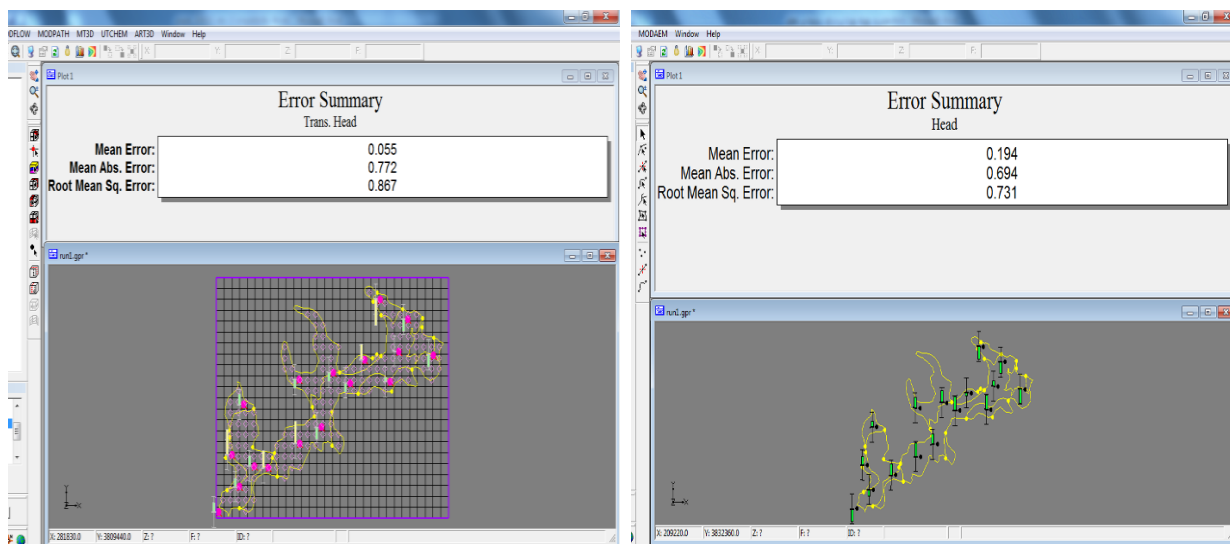 DFLOW MODPATH MT3D UTCHEM ART3D Window Help
X: Y: Z: F:
Plot 1
Error Summary
Trans. Head
Mean Error: 0.055
Mean Abs. Error: 0.772
Root Mean Sq. Error: 0.867
run1.gpr *
Y
Z X
X: 281830.0 Y: 3809440.0 Z: ? F: ? ID: ?
MODAEM Window Help
X: Y: Z: F:
Plot 1
Error Summary
Head
Mean Error: 0.194
Mean Abs. Error: 0.694
Root Mean Sq. Error: 0.731
run1.gpr *
Y
Z X
X: 209220.0 Y: 3832360.0 Z: ? F: ? ID: ?